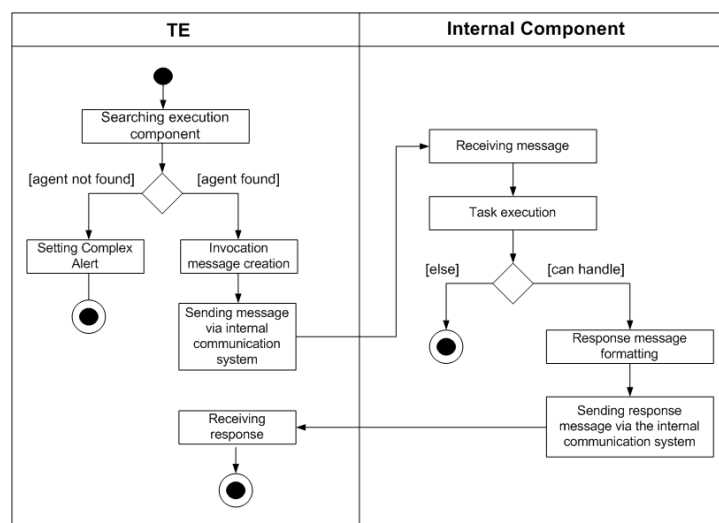 TE
Internal Component
Searching execution
component
[agent not found]
[agent found]
Setting Complex
Alert
Invocation
message creation
Sending message
via internal
communication
system
Receiving message
Task execution
[else]
[can handle]
Response message
formatting
Sending response
message via the internal
communication system
Receiving
response